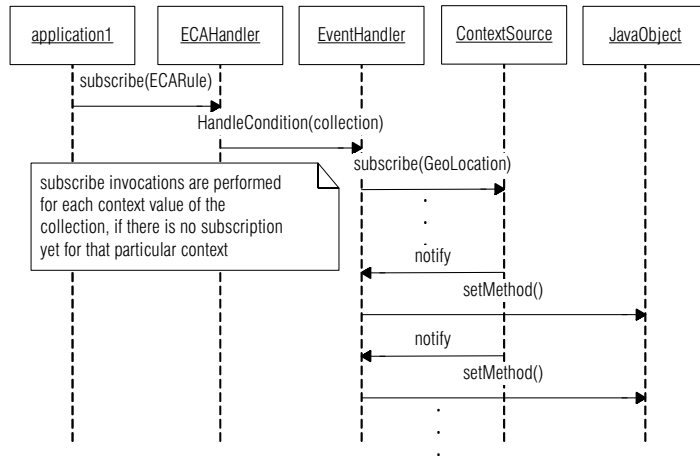 application1
ECAHandler
EventHandler
ContextSource
JavaObject
subscribe(ECARule)
HandleCondition(collection)
subscribe(GeoLocation)
subscribe invocations are performed
for each context value of the
collection, if there is no subscription
yet for that particular context
notify
setMethod()
notify
setMethod()